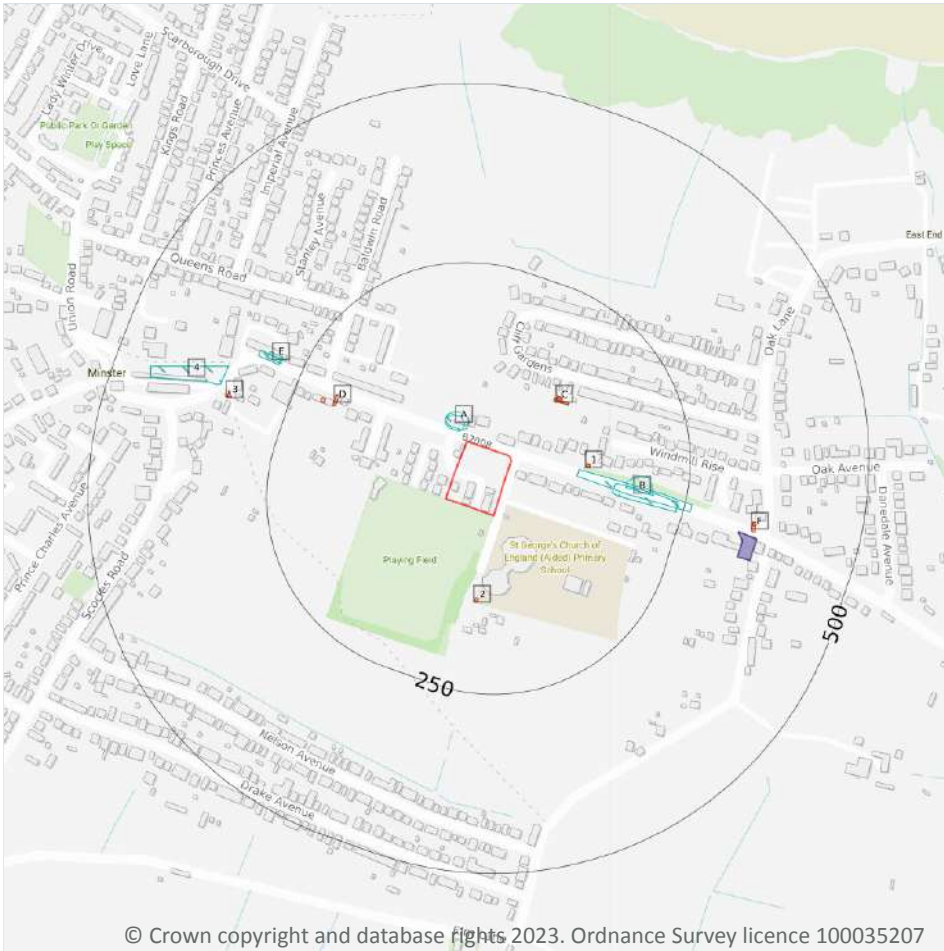 Scarborough Drive
Lady Winter Drive
Love Lane
Public Park Or Garden
Play Space
Kings Road
Princes Avenue
Imperial Avenue
Stanley Avenue
Baldwin Road
Union Road
Queens Road
East End
Oak Lane
Cliff Gardens
E
4
Minster
3
D
C
A
B2008
1
Windmill Rise
Oak Avenue
B
Danedale Avenue
F
Prince Charles Avenue
Playing Field
St George's Church of
England (Aided) Primary
School
2
Scocles Road
500
250
Nelson Avenue
Drake Avenue
© Crown copyright and database rights 2023. Ordnance Survey licence 100035207